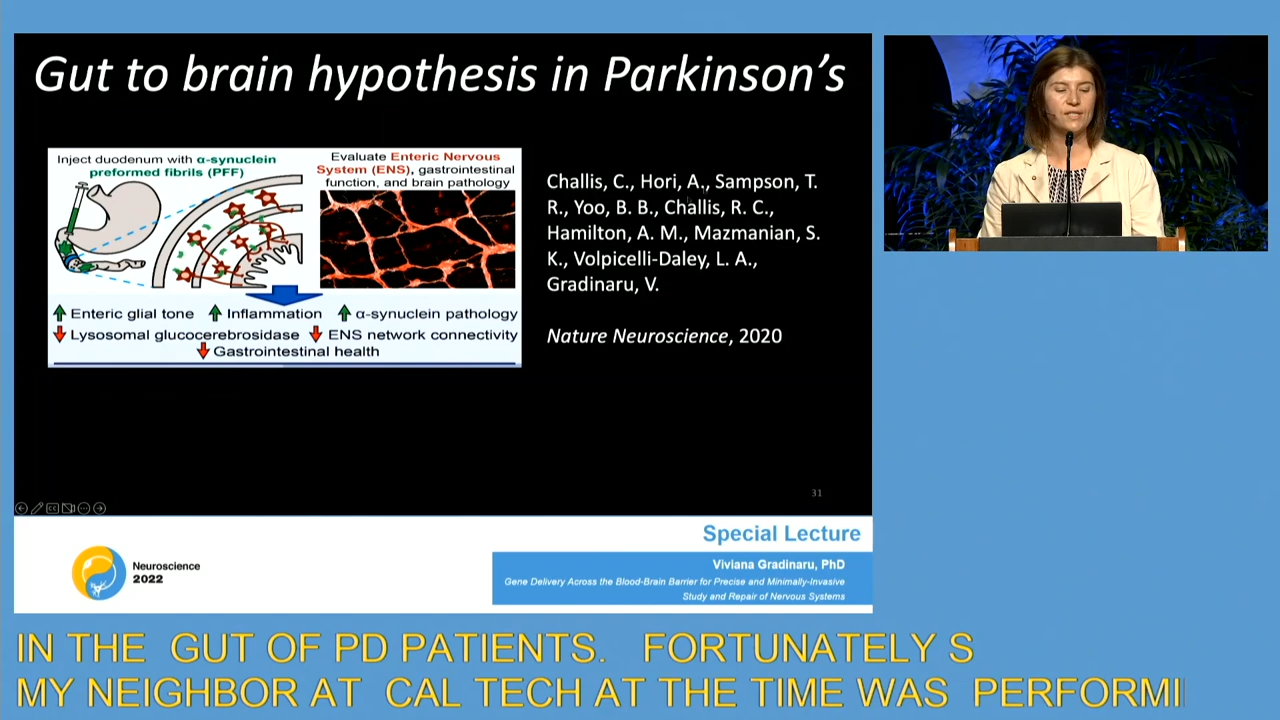 Gut to brain hypothesis in Parkinson's
Inject duodenum with α-synuclein
preformed fibrils (PFF)
Evaluate Enteric Nervous
System (ENS), gastrointestinal
function, and brain pathology
Enteric glial tone
Inflammation
α-synuclein pathology
Lysosomal glucocerebrosidase
ENS network connectivity
Gastrointestinal health
Challis, C., Hori, A., Sampson, T.
R., Yoo, B. B., Challis, R. C.,
Hamilton, A. M., Mazmanian, S.
K., Volpicelli-Daley, L. A.,
Gradinaru, V.
Nature Neuroscience, 2020
31
Special Lecture
Neuroscience
2022
Viviana Gradinaru, PhD
Gene Delivery Across the Blood-Brain Barrier for Precise and Minimally-Invasive
Study and Repair of Nervous Systems
IN THE GUT OF PD PATIENTS. FORTUNATELY S
MY NEIGHBOR AT CAL TECH AT THE TIME WAS PERFORMI